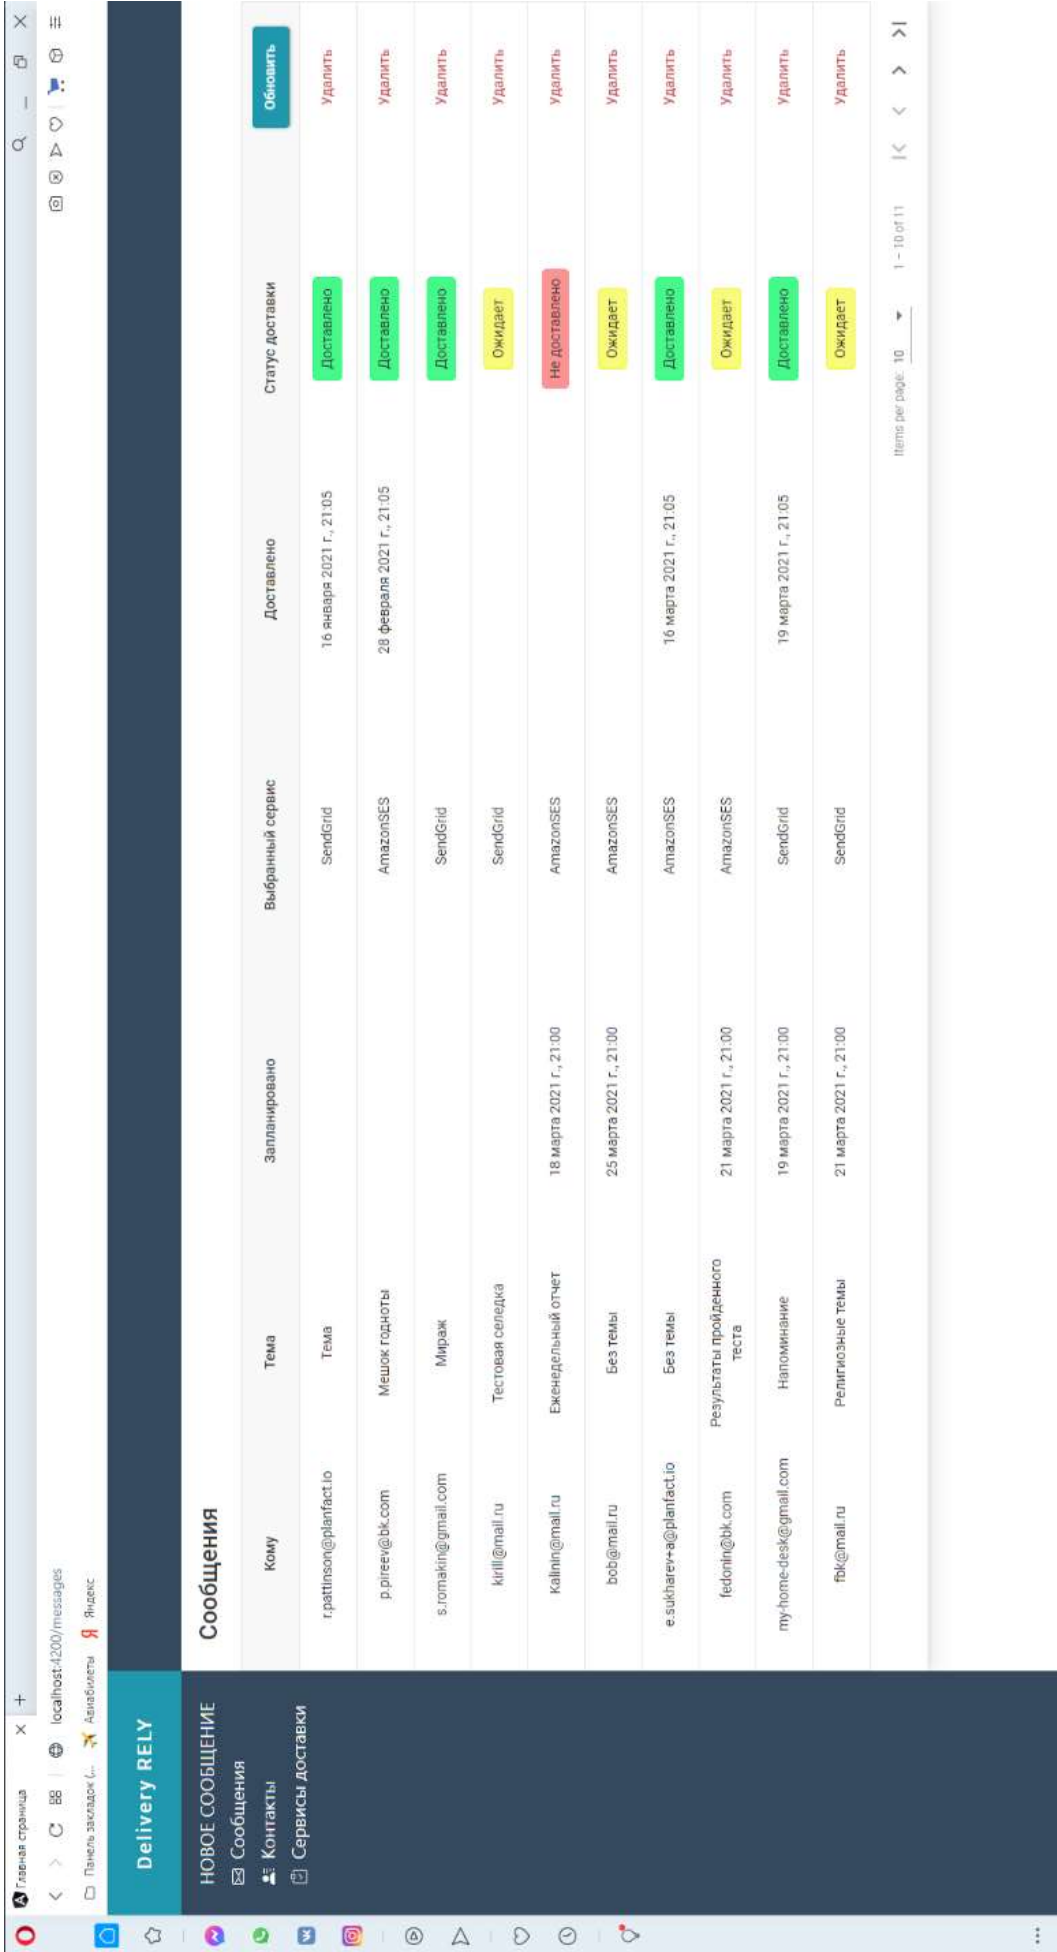 Главная страница
localhost:4200/messages
Панель закладок (...
Авиабилеты
Яндекс
Delivery RELY
НОВОЕ СООБЩЕНИЕ
Сообщения
Контакты
Сервисы доставки
Сообщения
Кому Тема Запланировано Выбранный сервис Доставлено Статус доставки Обновить
r.pattinson@planfact.io Тема SendGrid 16 января 2021 г., 21:05 Доставлено Удалить
p.pireev@bk.com Мешок годноты AmazonSES 28 февраля 2021 г., 21:05 Доставлено Удалить
s.romakin@gmail.com Мираж SendGrid Доставлено Удалить
kirill@mail.ru Тестовая селедка SendGrid Ожидает Удалить
Kalinin@mail.ru Еженедельный отчет 18 марта 2021 г., 21:00 AmazonSES Не доставлено Удалить
bob@mail.ru Без темы 25 марта 2021 г., 21:00 AmazonSES Ожидает Удалить
e.sukharev+a@planfact.io Без темы AmazonSES 16 марта 2021 г., 21:05 Доставлено Удалить
fedonin@bk.com Результаты пройденного 21 марта 2021 г., 21:00 AmazonSES Ожидает Удалить
теста
my-home-desk@gmail.com Напоминание 19 марта 2021 г., 21:00 SendGrid 19 марта 2021 г., 21:05 Доставлено Удалить
fbk@mail.ru Религиозные темы 21 марта 2021 г., 21:00 SendGrid Ожидает Удалить
Items per page: 10 1 – 10 of 11